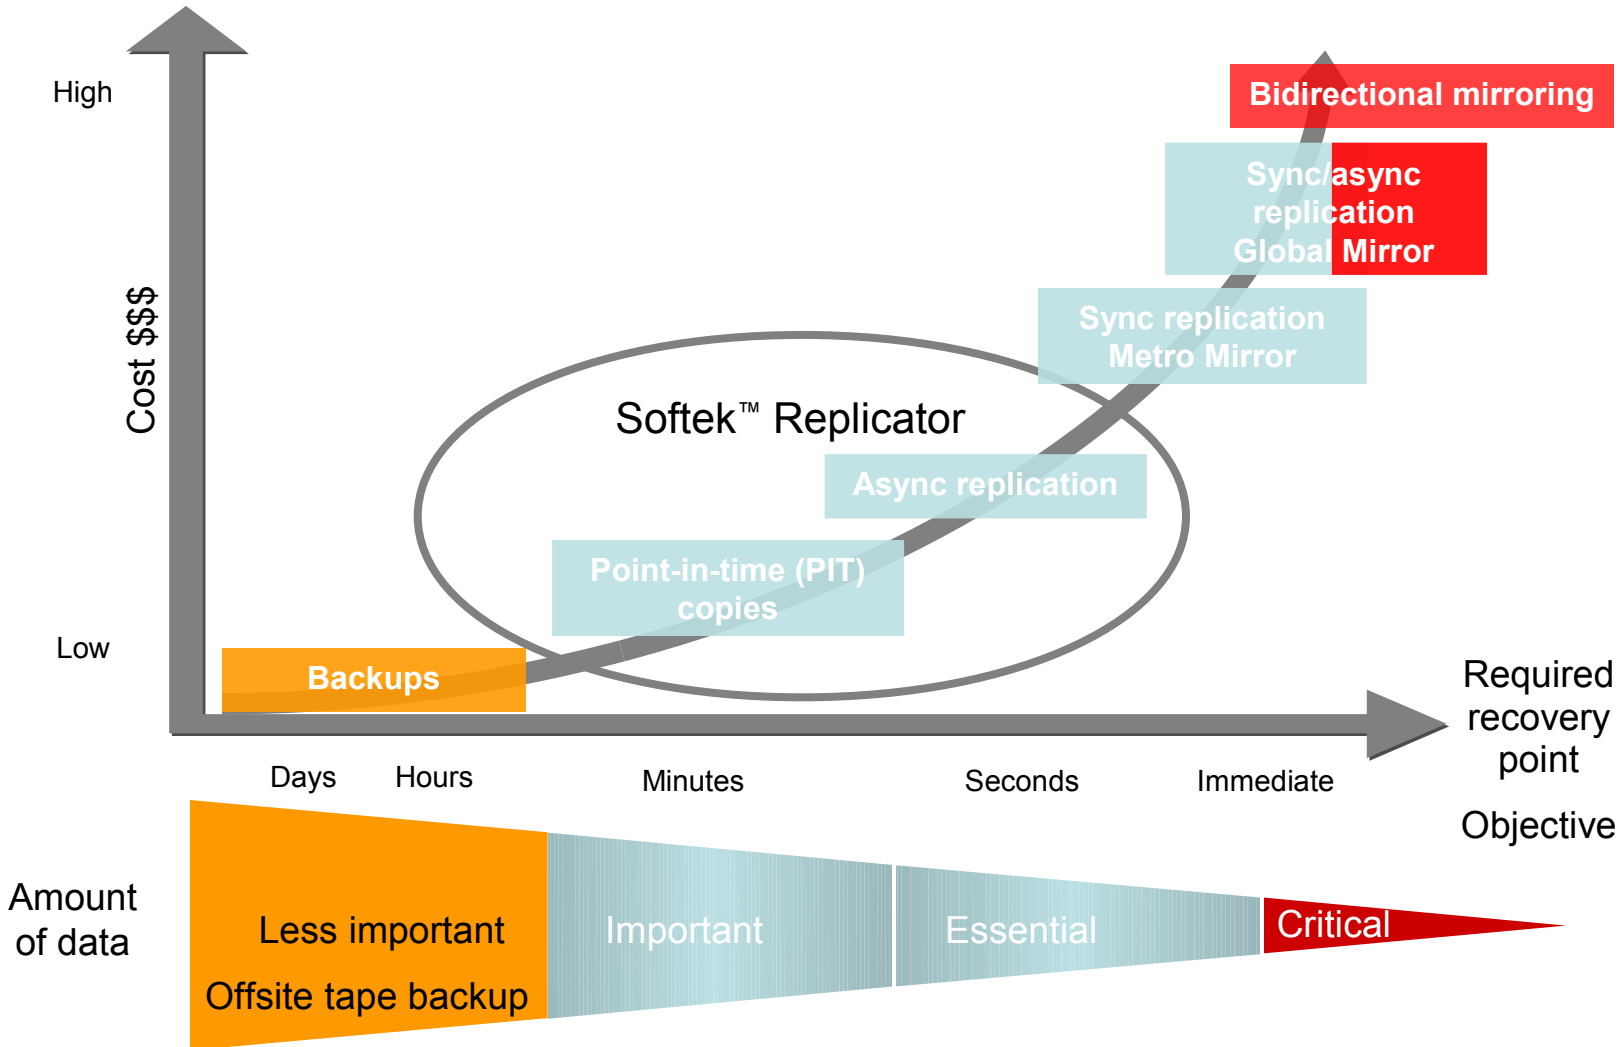 High
Bidirectional mirroring
Sync/async
replication
Global Mirror
Cost $$$
Sync replication
Metro Mirror
Softek™ Replicator
Async replication
Point-in-time (PIT)
copies
Low
Backups
Required
recovery
point
Objective
Days
Hours
Minutes
Seconds
Immediate
Amount
of data
Less important
Offsite tape backup
Important
Essential
Critical